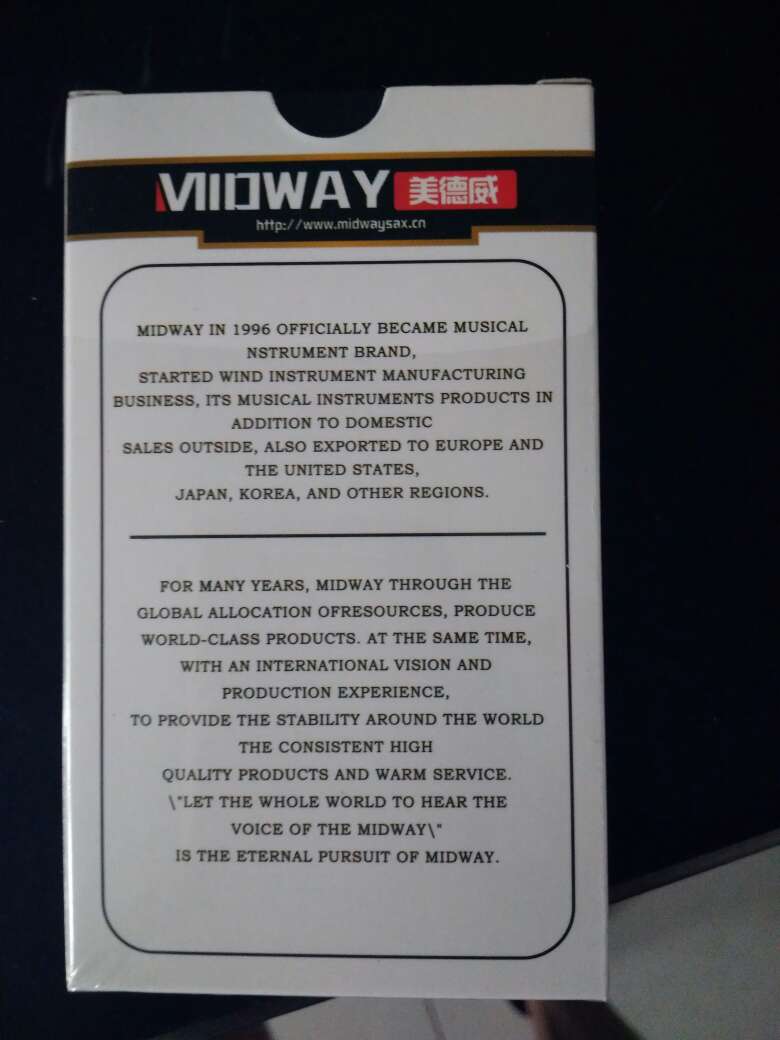 MIDWAY 美德威
http://www.midwaysax.cn
MIDWAY IN 1996 OFFICIALLY BECAME MUSICAL
NSTRUMENT BRAND,
STARTED WIND INSTRUMENT MANUFACTURING
BUSINESS, ITS MUSICAL INSTRUMENTS PRODUCTS IN
ADDITION TO DOMESTIC
SALES OUTSIDE, ALSO EXPORTED TO EUROPE AND
THE UNITED STATES,
JAPAN, KOREA, AND OTHER REGIONS.
FOR MANY YEARS, MIDWAY THROUGH THE
GLOBAL ALLOCATION OFRESOURCES, PRODUCE
WORLD-CLASS PRODUCTS. AT THE SAME TIME,
WITH AN INTERNATIONAL VISION AND
PRODUCTION EXPERIENCE,
TO PROVIDE THE STABILITY AROUND THE WORLD
THE CONSISTENT HIGH
QUALITY PRODUCTS AND WARM SERVICE.
\"LET THE WHOLE WORLD TO HEAR THE
VOICE OF THE MIDWAY\"
IS THE ETERNAL PURSUIT OF MIDWAY.